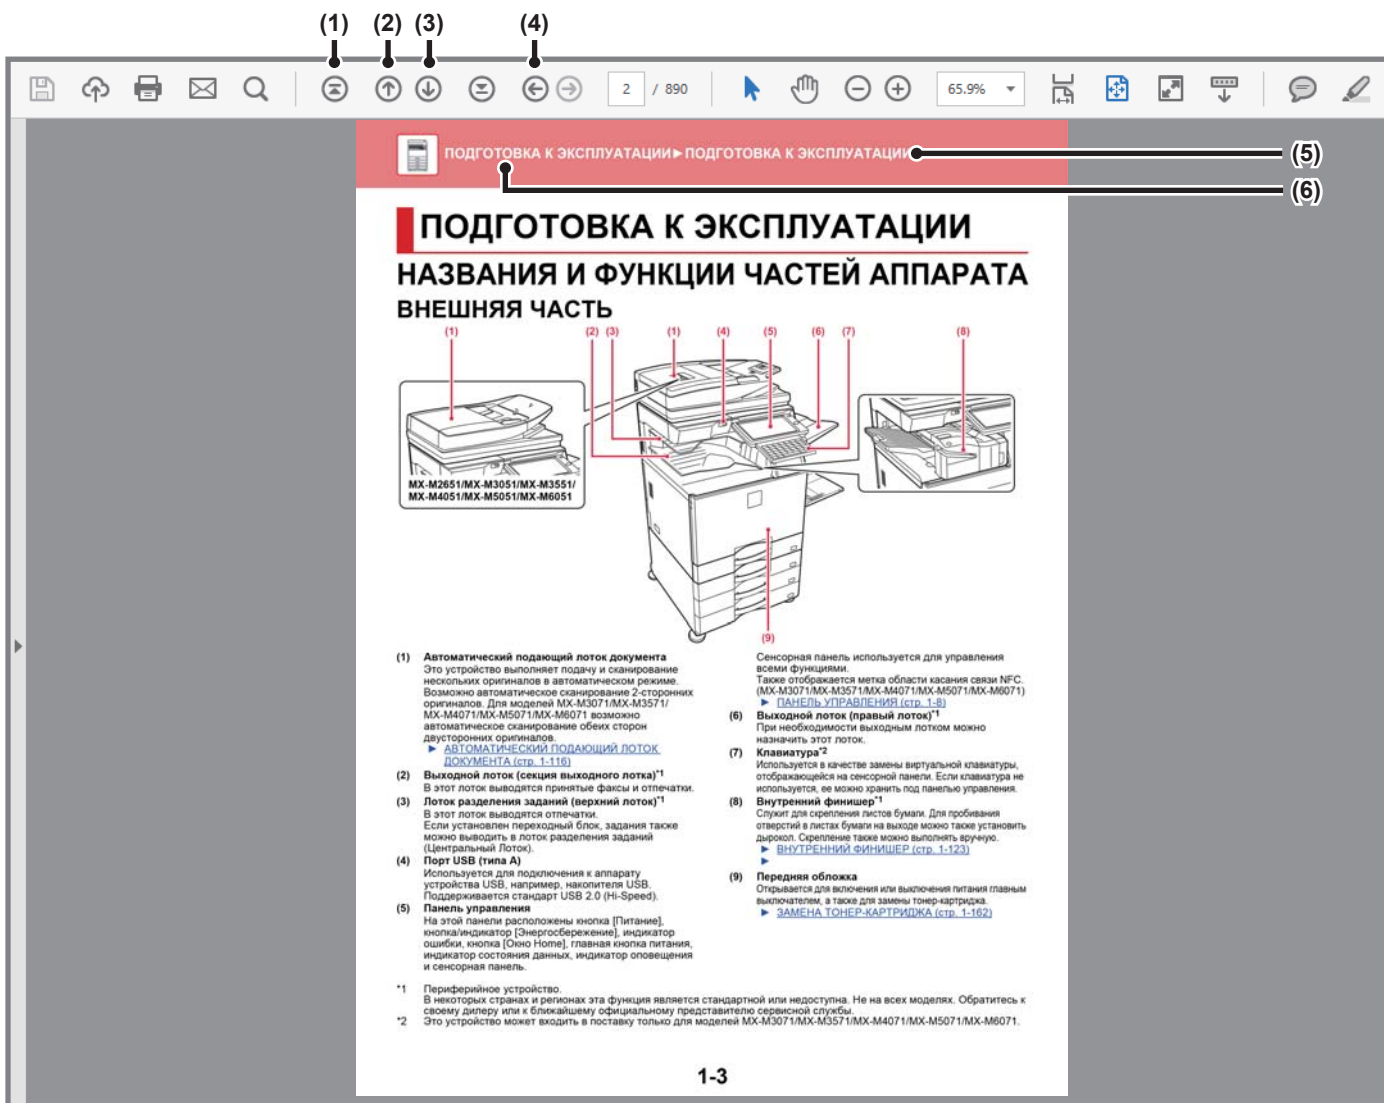 (1) (2) (3) (4)
2 / 890
65.9%
ПОДГОТОВКА К ЭКСПЛУАТАЦИИ►ПОДГОТОВКА К ЭКСПЛУАТАЦИИ
(5)
(6)
ПОДГОТОВКА К ЭКСПЛУАТАЦИИ
НАЗВАНИЯ И ФУНКЦИИ ЧАСТЕЙ АППАРАТА
ВНЕШНЯЯ ЧАСТЬ
(1) (2) (3) (1) (4) (5) (6) (7) (8)
MX-M2651/MX-M3051/MX-M3551/
MX-M4051/MX-M5051/MX-M6051
(9)
(1) Автоматический подающий лоток документа
Это устройство выполняет подачу и сканирование
нескольких оригиналов в автоматическом режиме.
Возможно автоматическое сканирование 2-сторонних
оригиналов. Для моделей MX-M3071/MX-M3571/
MX-M4071/MX-M5071/MX-M6071 возможно
автоматическое сканирование обеих сторон
двусторонних оригиналов.
► АВТОМАТИЧЕСКИЙ ПОДАЮЩИЙ ЛОТОК
ДОКУМЕНТА (стр. 1-116)
(2) Выходной лоток (секция выходного лотка)*1
В этот лоток выводятся принятые факсы и отпечатки.
(3) Лоток разделения заданий (верхний лоток)*1
В этот лоток выводятся отпечатки.
Если установлен переходный блок, задания также
можно выводить в лоток разделения заданий
(Центральный Лоток).
(4) Порт USB (типа A)
Используется для подключения к аппарату
устройства USB, например, накопителя USB.
Поддерживается стандарт USB 2.0 (Hi-Speed).
(5) Панель управления
На этой панели расположены кнопка [Питание],
кнопка/индикатор [Энергосбережение], индикатор
ошибки, кнопка [Окно Home], главная кнопка питания,
индикатор состояния данных, индикатор оповещения
и сенсорная панель.
Сенсорная панель используется для управления
всеми функциями.
Также отображается метка области касания связи NFC.
(MX-M3071/MX-M3571/MX-M4071/MX-M5071/MX-M6071)
► ПАНЕЛЬ УПРАВЛЕНИЯ (стр. 1-8)
(6) Выходной лоток (правый лоток)*1
При необходимости выходным лотком можно
назначить этот лоток.
(7) Клавиатура*2
Используется в качестве замены виртуальной клавиатуры,
отображающейся на сенсорной панели. Если клавиатура не
используется, ее можно хранить под панелью управления.
(8) Внутренний финишер*1
Служит для скрепления листов бумаги. Для пробивания
отверстий в листах бумаги на выходе можно также установить
дырокол. Скрепление также можно выполнять вручную.
► ВНУТРЕННИЙ ФИНИШЕР (стр. 1-123)
►
(9) Передняя обложка
Открывается для включения или выключения питания главным
выключателем, а также для замены тонер-картриджа.
► ЗАМЕНА ТОНЕР-КАРТРИДЖА (стр. 1-162)
*1 Периферийное устройство.
В некоторых странах и регионах эта функция является стандартной или недоступна. Не на всех моделях. Обратитесь к
своему дилеру или к ближайшему официальному представителю сервисной службы.
*2 Это устройство может входить в поставку только для моделей MX-M3071/MX-M3571/MX-M4071/MX-M5071/MX-M6071.
1-3